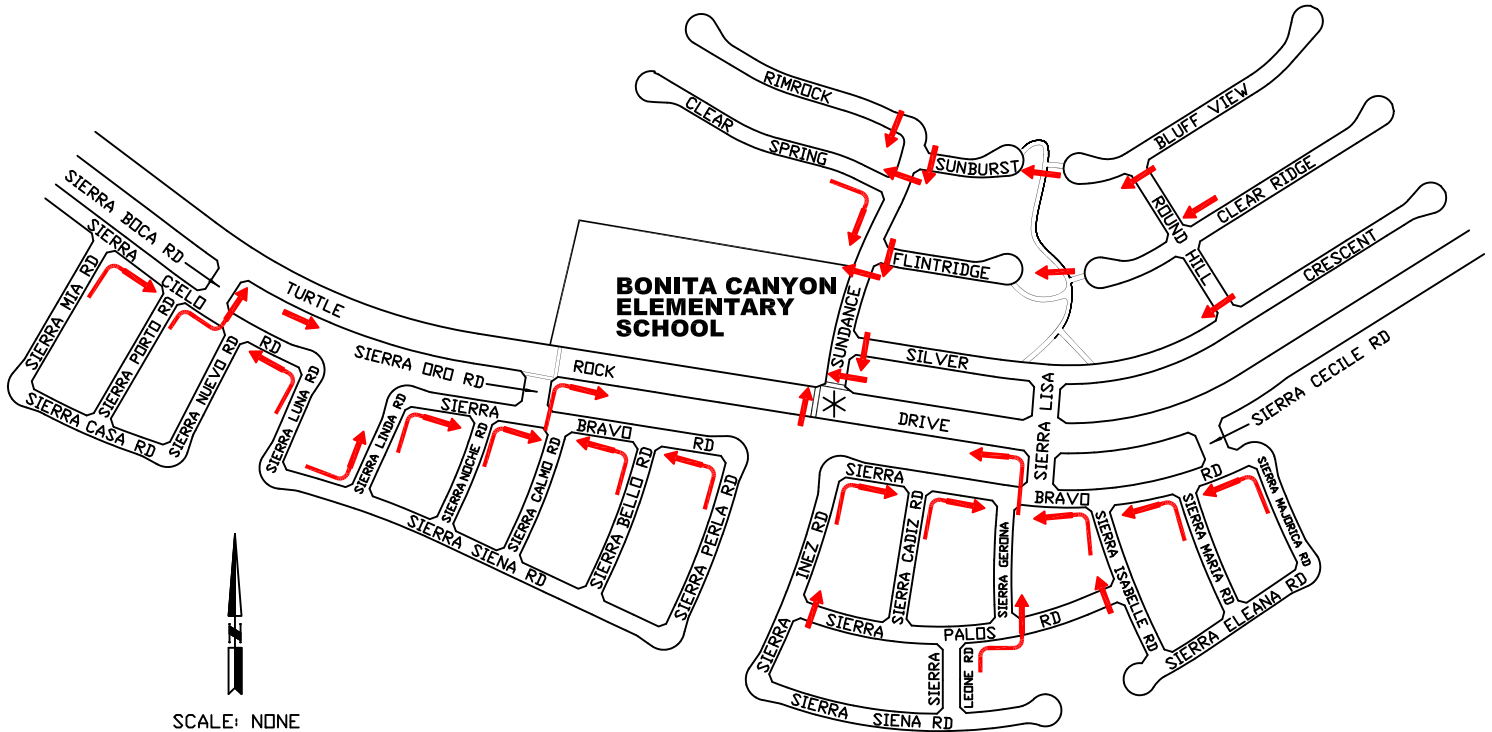 RIMROCK
CLEAR
SPRING
SUNBURST
BLUFF VIEW
CLEAR RIDGE
ROUND HILL
CRESCENT
FLINTRIDGE
SUNDANCE
SILVER
BONITA CANYON
ELEMENTARY
SCHOOL
SIERRA BOCA RD
SIERRA
CIELO
RD
TURTLE
ROCK
DRIVE
SIERRA MIA RD
SIERRA PORTO RD
SIERRA NUEVO RD
SIERRA CASA RD
SIERRA LUNA RD
SIERRA ORO RD
SIERRA LINDA RD
SIERRA
BRAVO
RD
SIERRA NOCHE RD
SIERRA CALMO RD
SIERRA BELLO RD
SIERRA PERLA RD
SIERRA SIENA RD
SIERRA LISA
SIERRA CECILE RD
SIERRA
BRAVO
RD
SIERRA INEZ RD
SIERRA CADIZ RD
SIERRA GERONA
SIERRA ISABELLE RD
SIERRA MARIA RD
SIERRA MAJORICA RD
SIERRA ELEANA RD
SIERRA
PALOS
RD
SIERRA
LEONE RD
SIERRA SIENA RD
N
SCALE: NONE